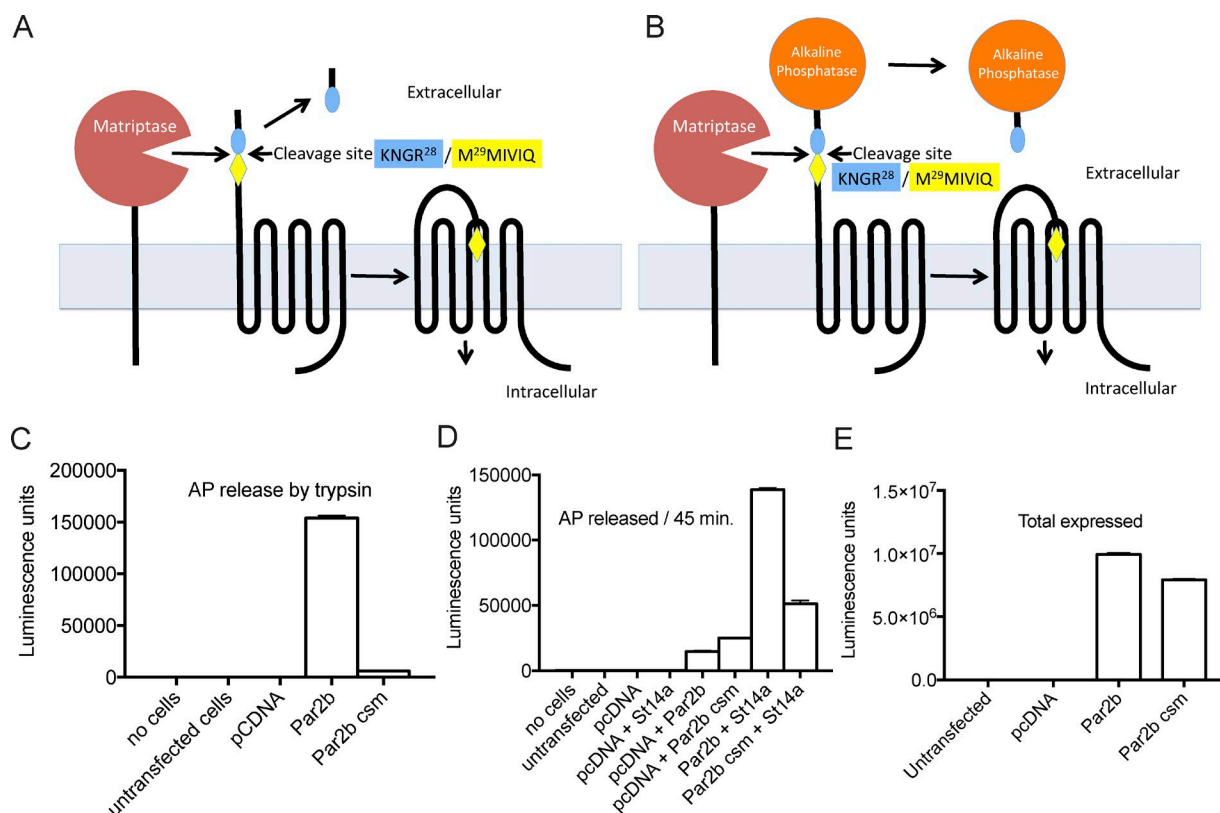 A
Matriptase
Extracellular
Cleavage site KNGR28 / M29MIVIQ
Intracellular
B
Alkaline
Phosphatase
Alkaline
Phosphatase
Matriptase
Cleavage site
KNGR28 / M29MIVIQ
Extracellular
Intracellular
C
Luminescence units
200000
150000
100000
50000
0
AP release by trypsin
no cells
untransfected cells
pCDNA
Par2b
Par2b csm
D
Luminescence units
150000
100000
50000
0
AP released / 45 min.
no cells
untransfected
pcDNA
pcDNA + St14a
pcDNA + Par2b
pcDNA + Par2b csm
Par2b + St14a
Par2b csm + St14a
E
Luminescence units
1.5×10⁷
1.0×10⁷
5.0×10⁶
0.0
Total expressed
Untransfected
pcDNA
Par2b
Par2b csm